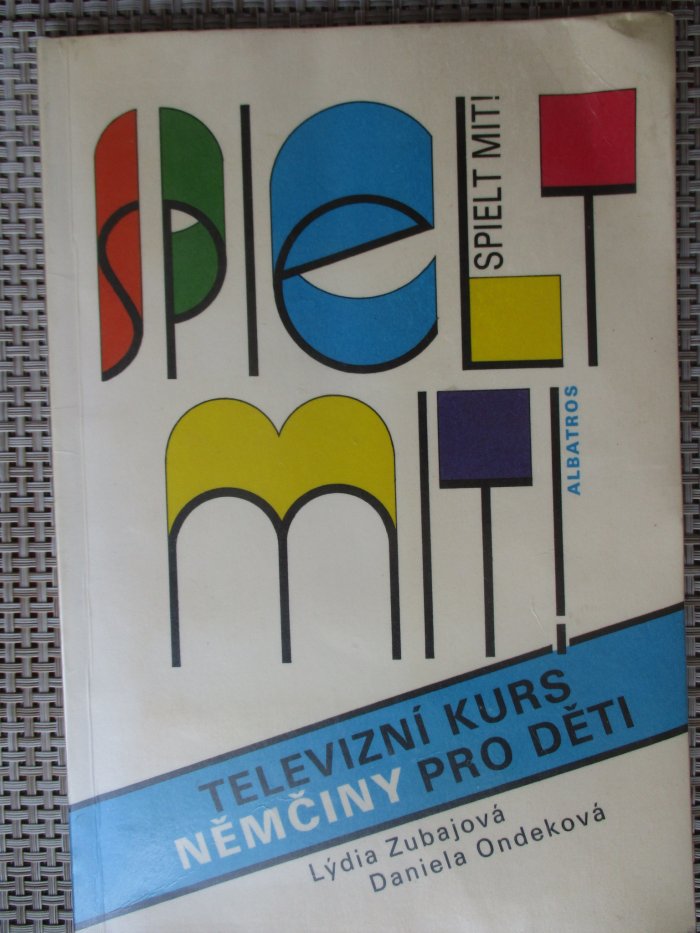 SPIELT
SPIELT MIT!
MIT!
ALBATROS
TELEVIZNÍ KURS
NĚMČINY PRO DĚTI
Lýdia Zubajová
Daniela Ondeková